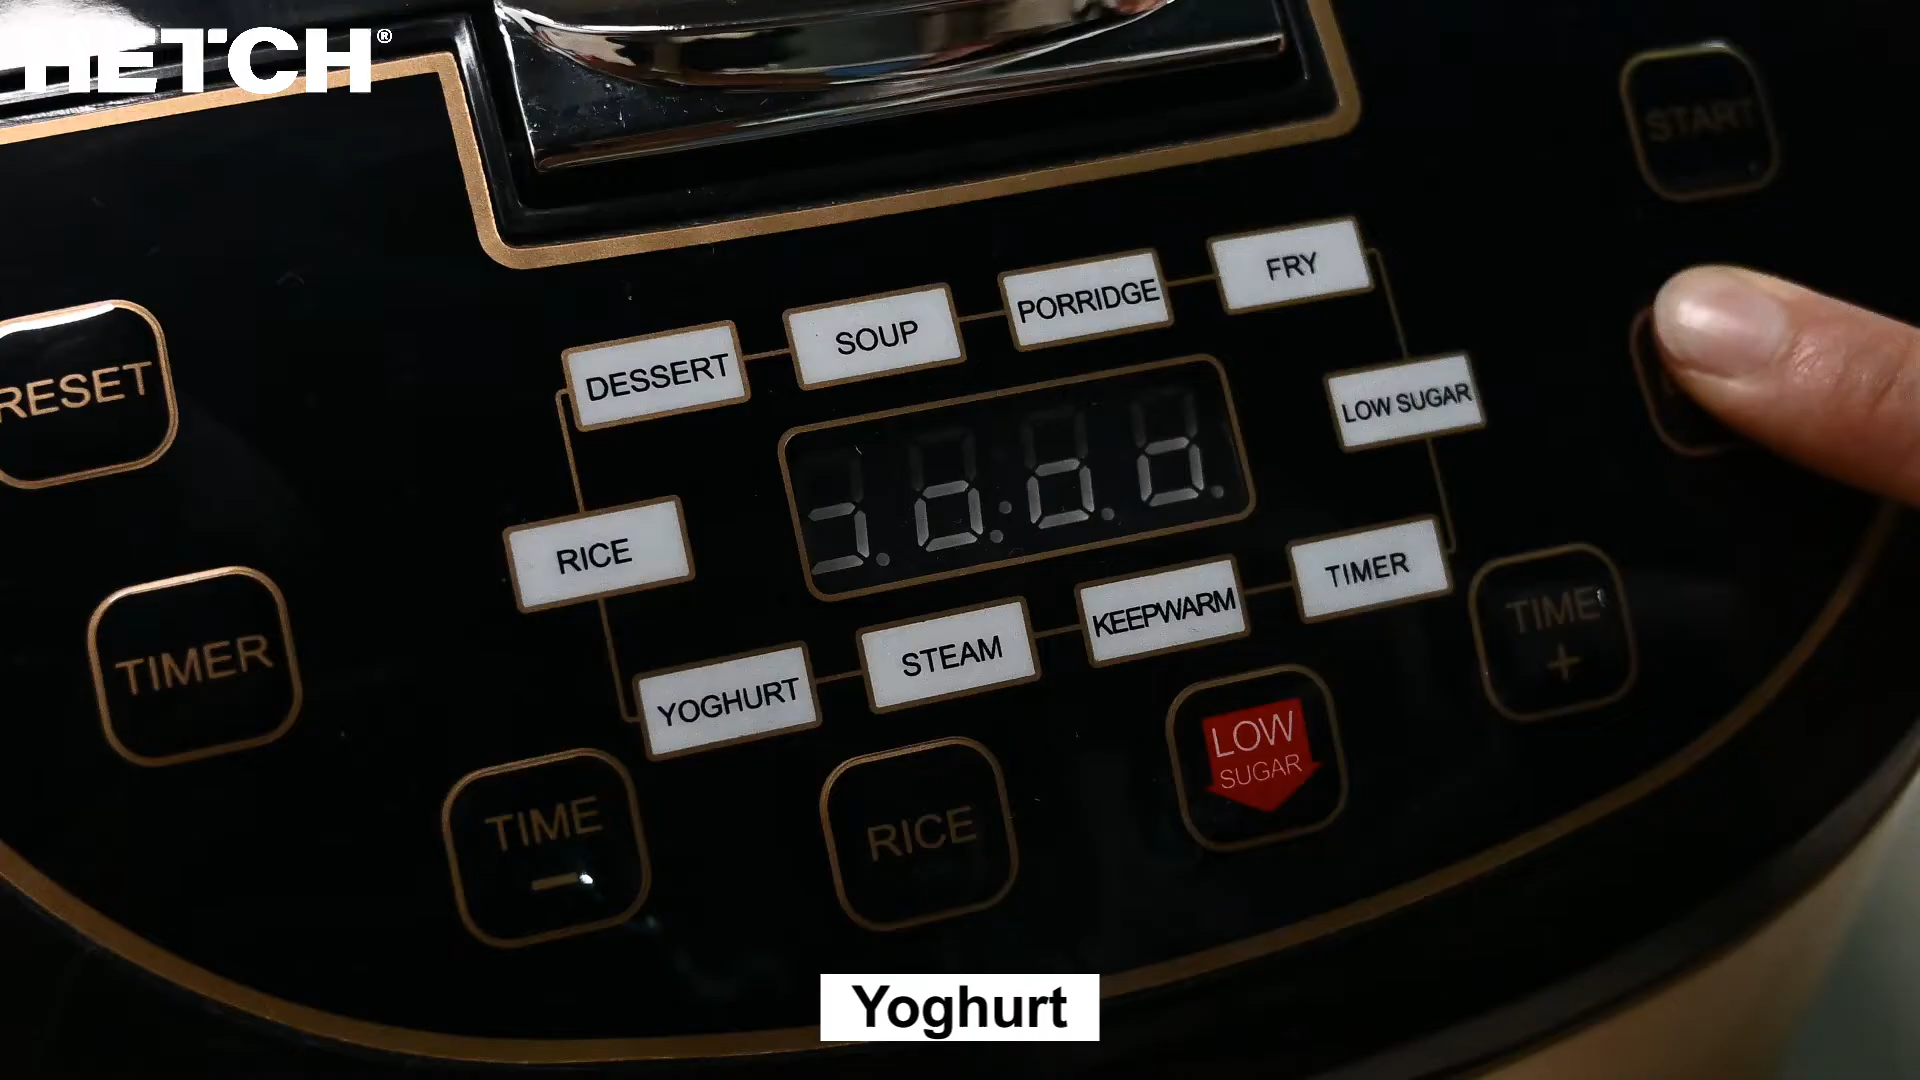 HETCH®
START
FRY
PORRIDGE
SOUP
DESSERT
LOW SUGAR
RESET
RICE
TIMER
KEEPWARM
STEAM
YOGHURT
TIMER
TIME
+
LOW
SUGAR
TIME
-
RICE
Yoghurt